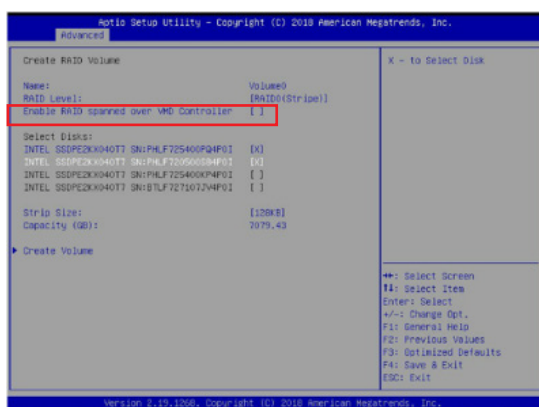 Aptio Setup Utility – Copyright (C) 2018 American Megatrends, Inc.
Advanced
Create RAID Volume
X – to Select Disk
Name: Volume0
RAID Level: [RAID0(Stripe)]
Enable RAID spanned over VMD Controller [ ]
Select Disks:
INTEL SSDPE2KX040T7 SN:PHLF725400PQ4P0I [X]
INTEL SSDPE2KX040T7 SN:PHLF720500SB4P0I [X]
INTEL SSDPE2KX040T7 SN:PHLF725400KP4P0I [ ]
INTEL SSDPE2KX040T7 SN:BTLF727107JV4P0I [ ]
Strip Size: [128KB]
Capacity (GB): 7079.43
Create Volume
: Select Screen
: Select Item
Enter: Select
+/-: Change Opt.
F1: General Help
F2: Previous Values
F3: Optimized Defaults
F4: Save & Exit
ESC: Exit
Version 2.19.1268. Copyright (C) 2018 American Megatrends, Inc.